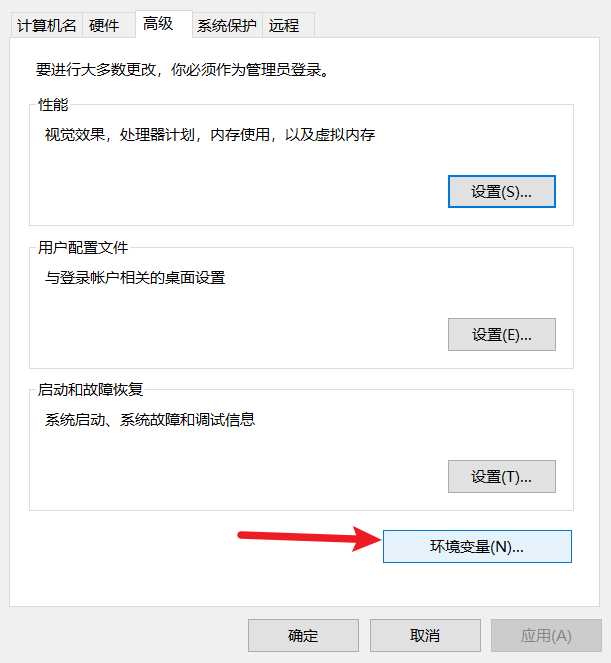 计算机名 硬件 高级 系统保护 远程
要进行大多数更改，你必须作为管理员登录。
性能
视觉效果，处理器计划，内存使用，以及虚拟内存
设置(S)...
用户配置文件
与登录帐户相关的桌面设置
设置(E)...
启动和故障恢复
系统启动、系统故障和调试信息
设置(T)...
环境变量(N)...
确定 取消 应用(A)